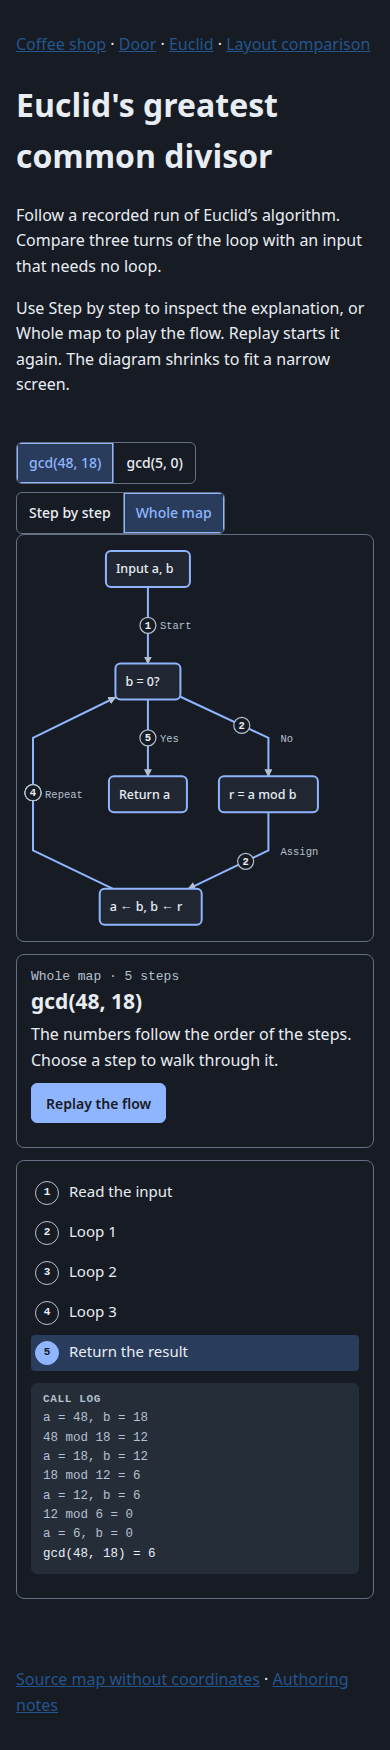 Coffee shop · Door · Euclid · Layout comparison
Euclid's greatest
common divisor
Follow a recorded run of Euclid’s algorithm.
Compare three turns of the loop with an input
that needs no loop.
Use Step by step to inspect the explanation, or
Whole map to play the flow. Replay starts it
again. The diagram shrinks to fit a narrow
screen.
gcd(48, 18) gcd(5, 0)
Step by step Whole map
Input a, b
1 Start
b = 0?
2
5 Yes
No
4 Repeat
Return a
r = a mod b
Assign
2
a ← b, b ← r
Whole map · 5 steps
gcd(48, 18)
The numbers follow the order of the steps.
Choose a step to walk through it.
Replay the flow
1 Read the input
2 Loop 1
3 Loop 2
4 Loop 3
5 Return the result
CALL LOG
a = 48, b = 18
48 mod 18 = 12
a = 18, b = 12
18 mod 12 = 6
a = 12, b = 6
12 mod 6 = 0
a = 6, b = 0
gcd(48, 18) = 6
Source map without coordinates · Authoring
notes